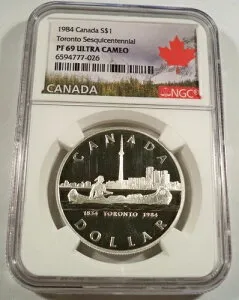 1984 Canada S$1
Toronto Sesquicentennial
PF 69 ULTRA CAMEO
6594777-026
CANADA
NGC
CANADA
1834 TORONTO 1984
DOLLAR